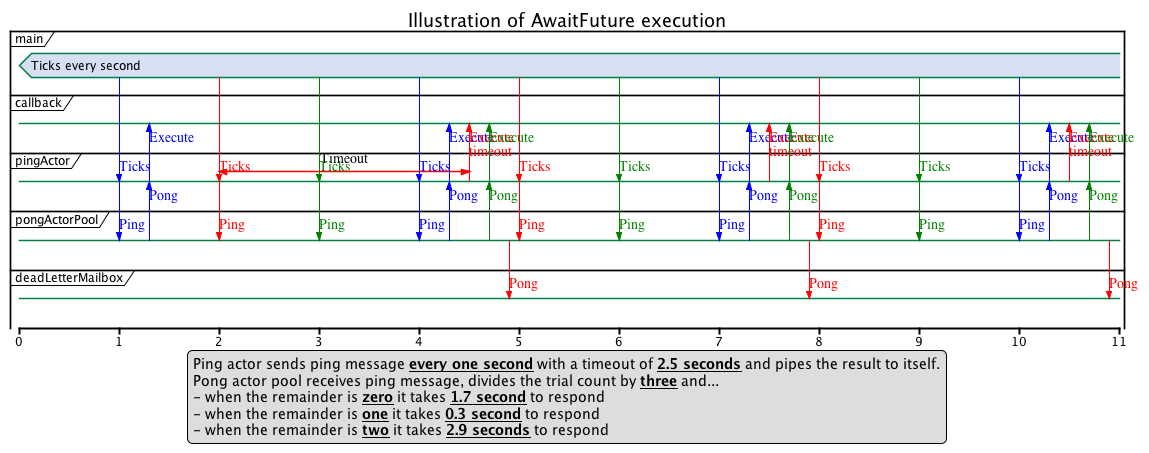 Illustration of AwaitFuture execution
main
Ticks every second
callback
Execute Execute Execute Execute Execute Execute Execute Execute Execute Execute
timeout timeout timeout
pingActor
Timeout
Ticks Ticks Ticks Ticks Ticks Ticks Ticks Ticks Ticks Ticks
Pong Pong Pong Pong Pong Pong Pong
pongActorPool
Ping Ping Ping Ping Ping Ping Ping Ping Ping Ping
deadLetterMailbox
Pong Pong Pong
0 1 2 3 4 5 6 7 8 9 10 11
Ping actor sends ping message every one second with a timeout of 2.5 seconds and pipes the result to itself.
Pong actor pool receives ping message, divides the trial count by three and...
- when the remainder is zero it takes 1.7 second to respond
- when the remainder is one it takes 0.3 second to respond
- when the remainder is two it takes 2.9 seconds to respond